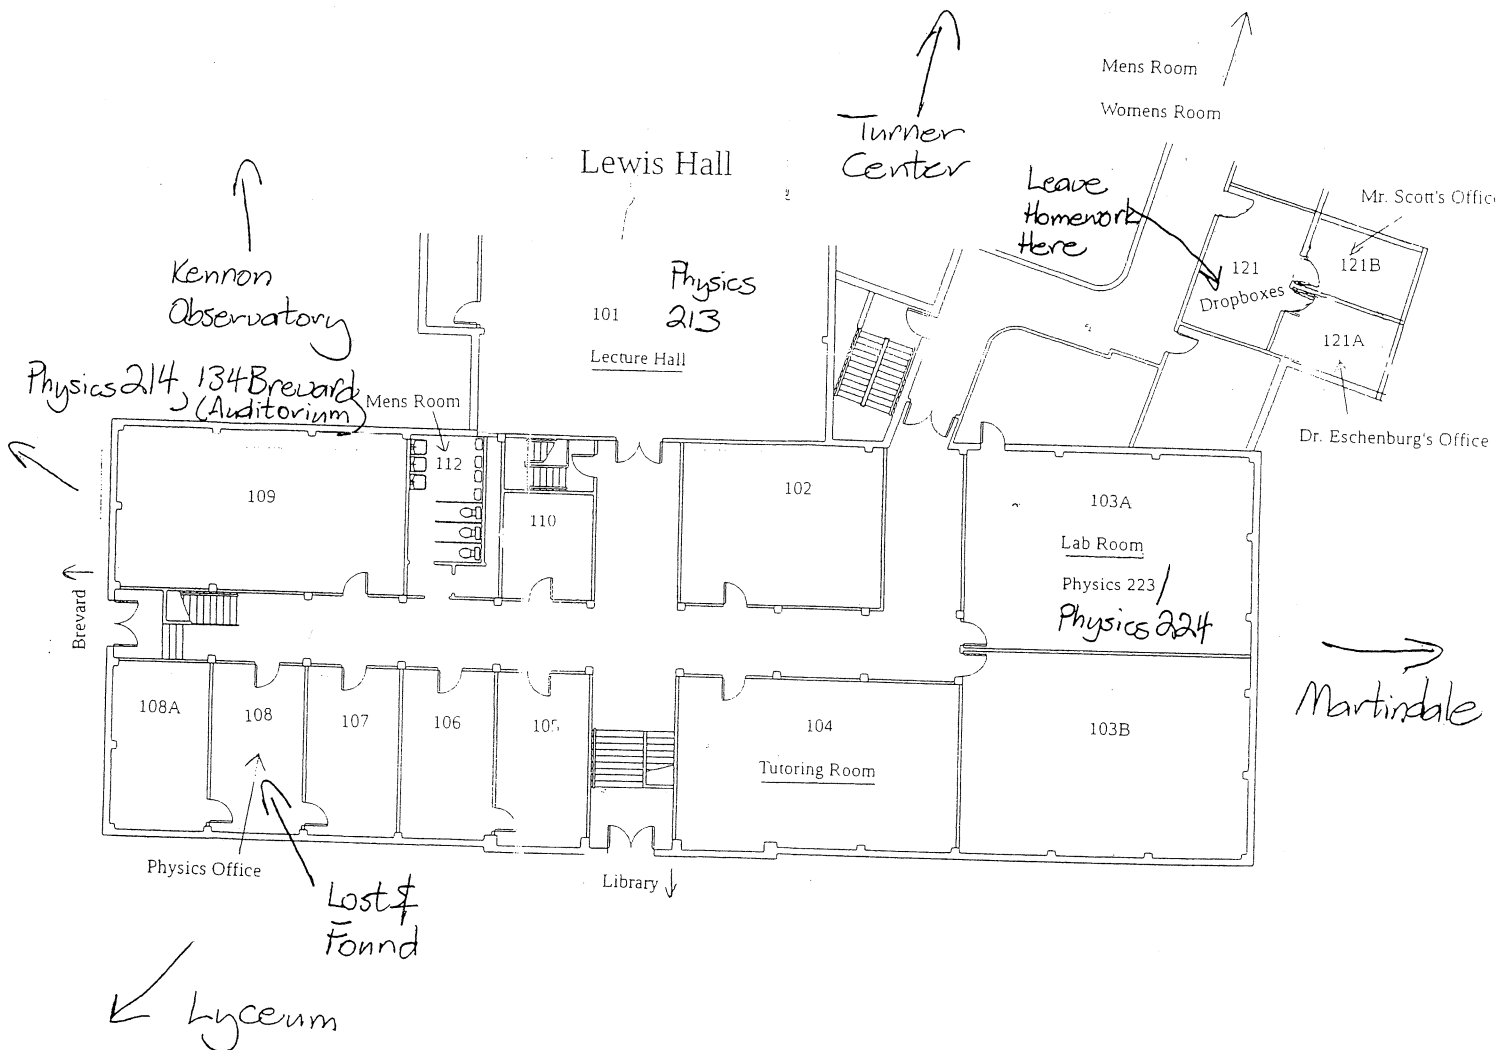 Mens Room
Womens Room
Turner
Center
Lewis Hall
Leave
Homework
Here
Mr. Scott's Offic
121
Dropboxes
121B
121A
Dr. Eschenburg's Office
Kennon
Observatory
Physics 214, 134 Brevard
(Auditorium)
Physics
213
101
Lecture Hall
Mens Room
112
109
110
102
103A
Lab Room
Physics 223/
Physics 224
Brevard
Martindale
108A
108
107
106
105
104
Tutoring Room
103B
Physics Office
Library
Lost &
Found
Lyceum